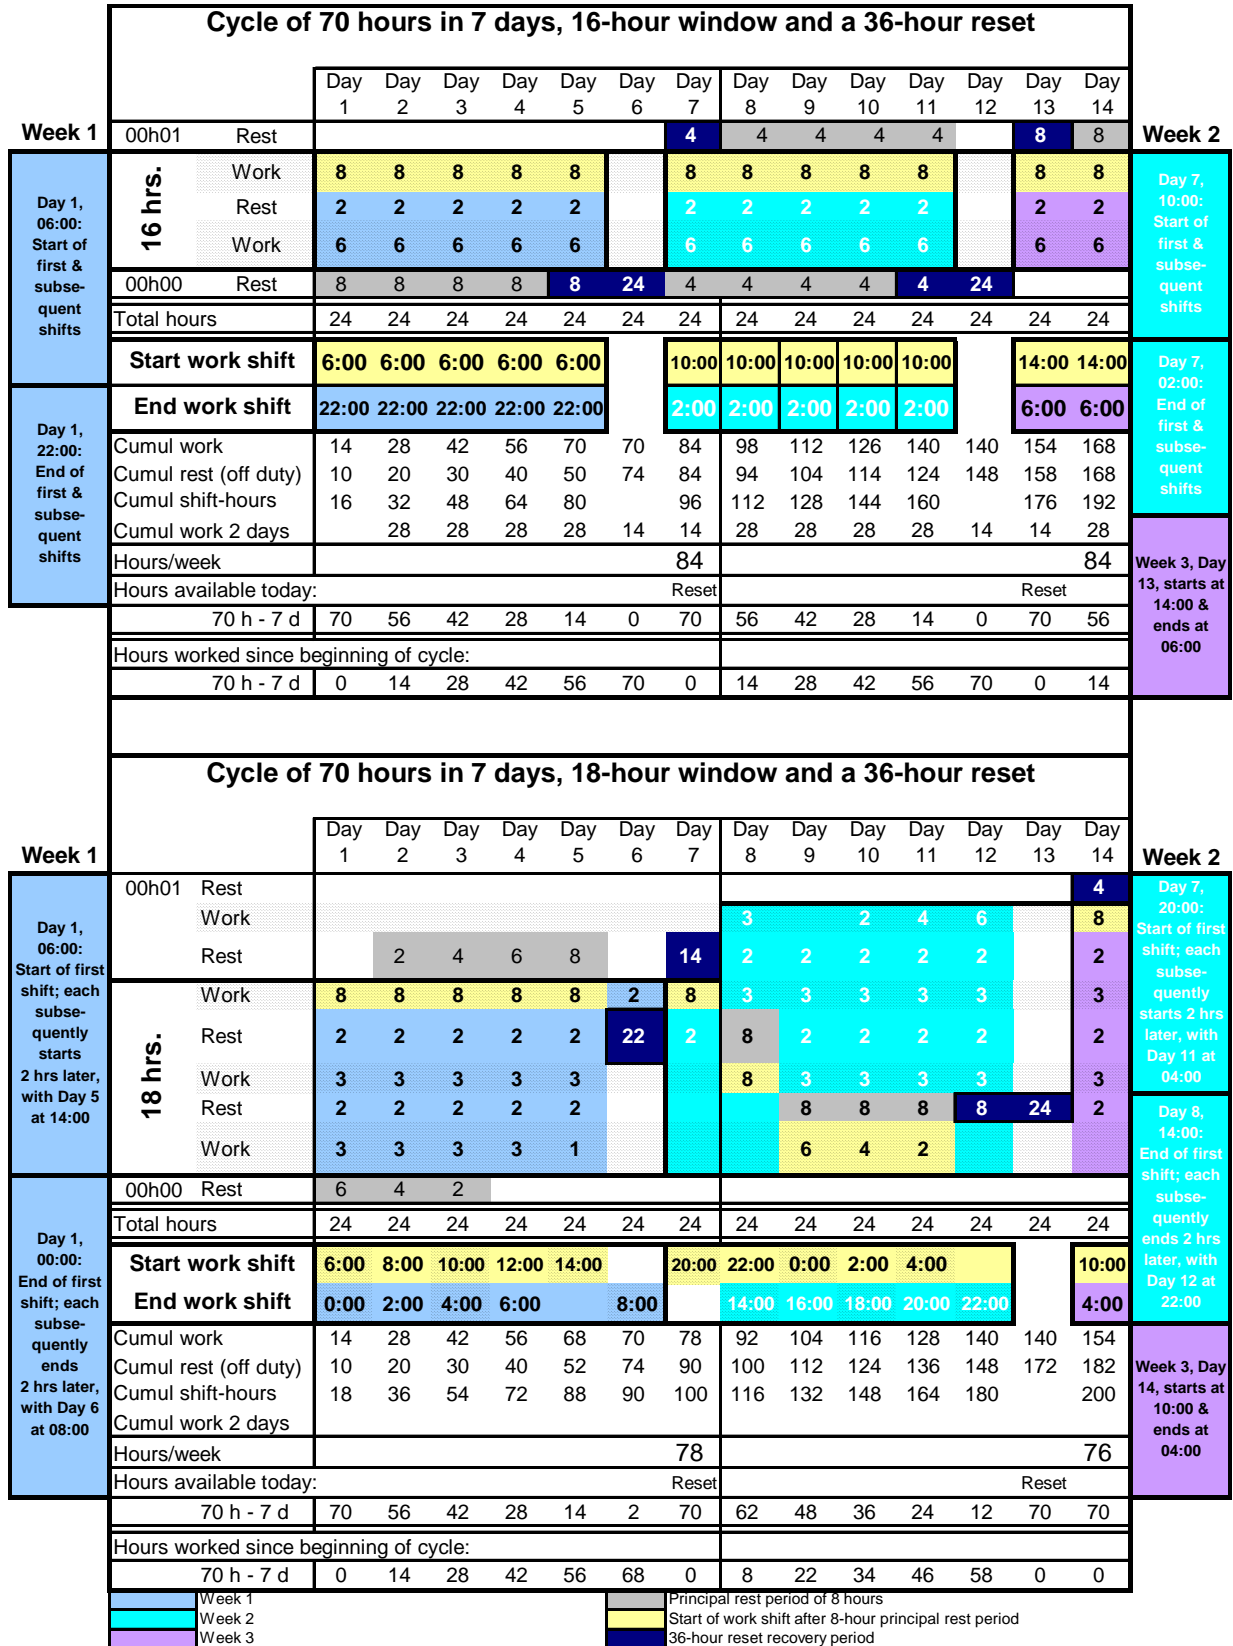 Cycle of 70 hours in 7 days, 16-hour window and a 36-hour reset
Day Day Day Day Day Day Day Day Day Day Day Day Day Day
1 2 3 4 5 6 7 8 9 10 11 12 13 14
Week 1
00h01 Rest 4 4 4 4 4 8 8
Week 2
16 hrs.
Work 8 8 8 8 8 8 8 8 8 8 8 8
Rest 2 2 2 2 2 2 2 2 2 2 2 2
Work 6 6 6 6 6 6 6 6 6 6 6 6
00h00 Rest 8 8 8 8 8 24 4 4 4 4 4 24
Total hours 24 24 24 24 24 24 24 24 24 24 24 24 24 24
Start work shift 6:00 6:00 6:00 6:00 6:00 10:00 10:00 10:00 10:00 10:00 14:00 14:00
End work shift 22:00 22:00 22:00 22:00 22:00 2:00 2:00 2:00 2:00 2:00 6:00 6:00
Cumul work 14 28 42 56 70 70 84 98 112 126 140 140 154 168
Cumul rest (off duty) 10 20 30 40 50 74 84 94 104 114 124 148 158 168
Cumul shift-hours 16 32 48 64 80 96 112 128 144 160 176 192
Cumul work 2 days 28 28 28 28 14 14 28 28 28 28 14 14 28
Hours/week 84 84
Hours available today: Reset Reset
70 h - 7 d 70 56 42 28 14 0 70 56 42 28 14 0 70 56
Hours worked since beginning of cycle:
70 h - 7 d 0 14 28 42 56 70 0 14 28 42 56 70 0 14
Day 1,
06:00:
Start of
first &
subse-
quent
shifts
Day 1,
22:00:
End of
first &
subse-
quent
shifts
Day 7,
10:00:
Start of
first &
subse-
quent
shifts
Day 7,
02:00:
End of
first &
subse-
quent
shifts
Week 3, Day
13, starts at
14:00 &
ends at
06:00
Cycle of 70 hours in 7 days, 18-hour window and a 36-hour reset
Day Day Day Day Day Day Day Day Day Day Day Day Day Day
1 2 3 4 5 6 7 8 9 10 11 12 13 14
Week 1
Week 2
00h01 Rest 4
Work 3 2 4 6 8
Rest 2 4 6 8 14 2 2 2 2 2 2
18 hrs.
Work 8 8 8 8 8 2 8 3 3 3 3 3 3
Rest 2 2 2 2 2 22 2 8 2 2 2 2 2
Work 3 3 3 3 3 8 3 3 3 3 3
Rest 2 2 2 2 2 8 8 8 8 24 2
Work 3 3 3 3 1 6 4 2
00h00 Rest 6 4 2
Total hours 24 24 24 24 24 24 24 24 24 24 24 24 24 24
Start work shift 6:00 8:00 10:00 12:00 14:00 20:00 22:00 0:00 2:00 4:00 10:00
End work shift 0:00 2:00 4:00 6:00 8:00 14:00 16:00 18:00 20:00 22:00 4:00
Cumul work 14 28 42 56 68 70 78 92 104 116 128 140 140 154
Cumul rest (off duty) 10 20 30 40 52 74 90 100 112 124 136 148 172 182
Cumul shift-hours 18 36 54 72 88 90 100 116 132 148 164 180 200
Cumul work 2 days
Hours/week 78 76
Hours available today: Reset Reset
70 h - 7 d 70 56 42 28 14 2 70 62 48 36 24 12 70 70
Hours worked since beginning of cycle:
70 h - 7 d 0 14 28 42 56 68 0 8 22 34 46 58 0 0
Day 1,
06:00:
Start of first
shift; each
subse-
quently
starts
2 hrs later,
with Day 5
at 14:00
Day 1,
00:00:
End of first
shift; each
subse-
quently
ends
2 hrs later,
with Day 6
at 08:00
Day 7,
20:00:
Start of first
shift; each
subse-
quently
starts 2 hrs
later, with
Day 11 at
04:00
Day 8,
14:00:
End of first
shift; each
subse-
quently
ends 2 hrs
later, with
Day 12 at
22:00
Week 3, Day
14, starts at
10:00 &
ends at
04:00
Week 1 Principal rest period of 8 hours
Week 2 Start of work shift after 8-hour principal rest period
Week 3 36-hour reset recovery period